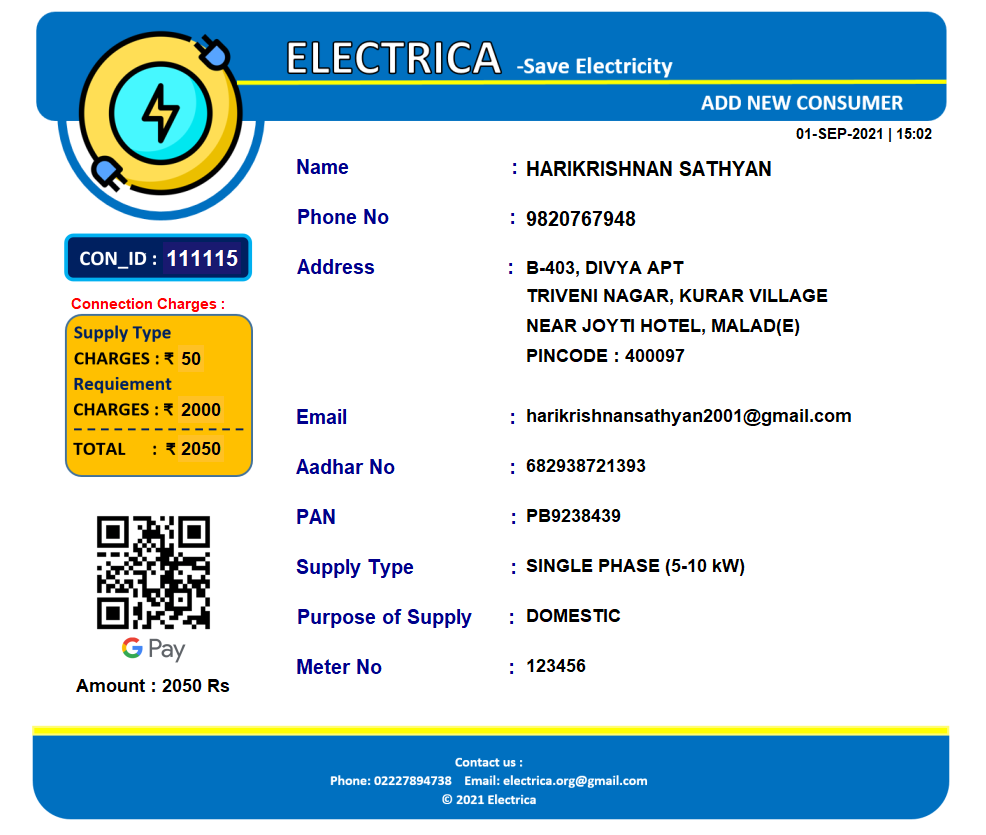 ELECTRICA -Save Electricity
ADD NEW CONSUMER
01-SEP-2021 | 15:02
Name : HARIKRISHNAN SATHYAN
Phone No : 9820767948
CON_ID : 111115
Address : B-403, DIVYA APT
TRIVENI NAGAR, KURAR VILLAGE
NEAR JOYTI HOTEL, MALAD(E)
PINCODE : 400097
Connection Charges :
Supply Type
CHARGES : ₹ 50
Requiement
CHARGES : ₹ 2000
TOTAL : ₹ 2050
Email : harikrishnansathyan2001@gmail.com
Aadhar No : 682938721393
PAN : PB9238439
Supply Type : SINGLE PHASE (5-10 kW)
Purpose of Supply : DOMESTIC
Meter No : 123456
G Pay
Amount : 2050 Rs
Contact us :
Phone: 02227894738 Email: electrica.org@gmail.com
© 2021 Electrica